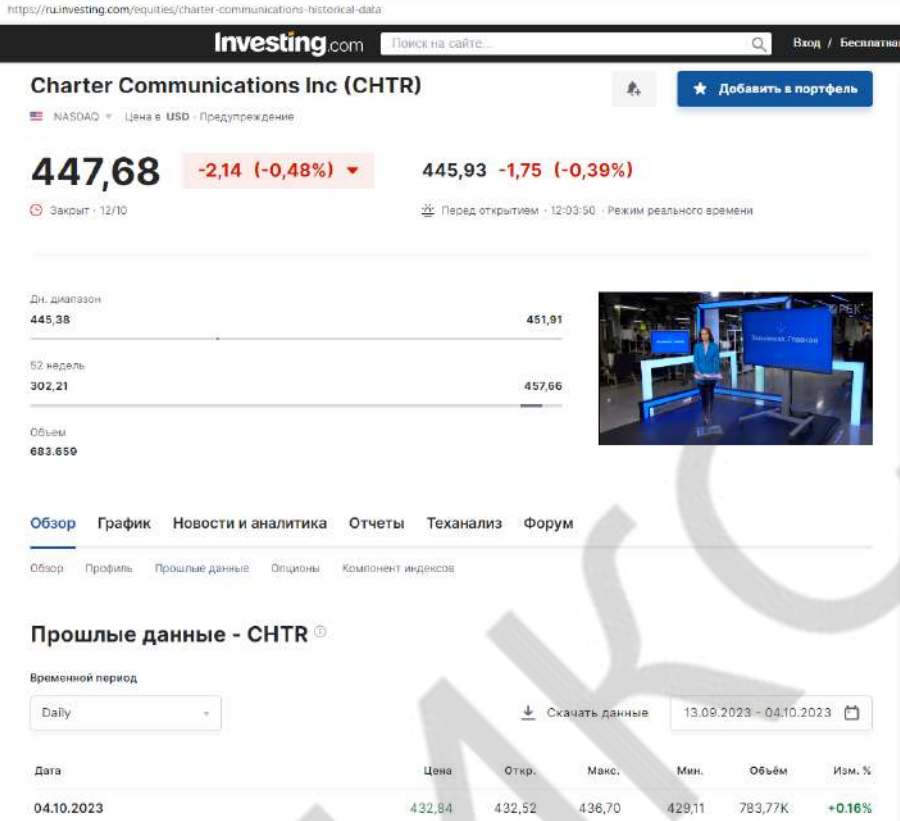 https://ru.investing.com/equities/charter-communications-historical-data
Investing.com Поиск на сайте... Вход / Бесплатная
Charter Communications Inc (CHTR) Добавить в портфель
NASDAQ Цена в USD · Предупреждение
447,68 -2,14 (-0,48%) 445,93 -1,75 (-0,39%)
Закрыт · 12/10 Перед открытием · 12:03:50 · Режим реального времени
Дн. диапазон
445,38 451,91
РБК
52 недель
302,21 457,66
Объем
683.659
Обзор График Новости и аналитика Отчеты Теханализ Форум
Обзор Профиль Прошлые данные Опционы Компонент индексов
Прошлые данные - CHTR
Временной период
Daily Скачать данные 13.09.2023 - 04.10.2023
Дата Цена Откр. Макс. Мин. Объём Изм. %
04.10.2023 432,84 432,52 436,70 429,11 783,77K +0.16%